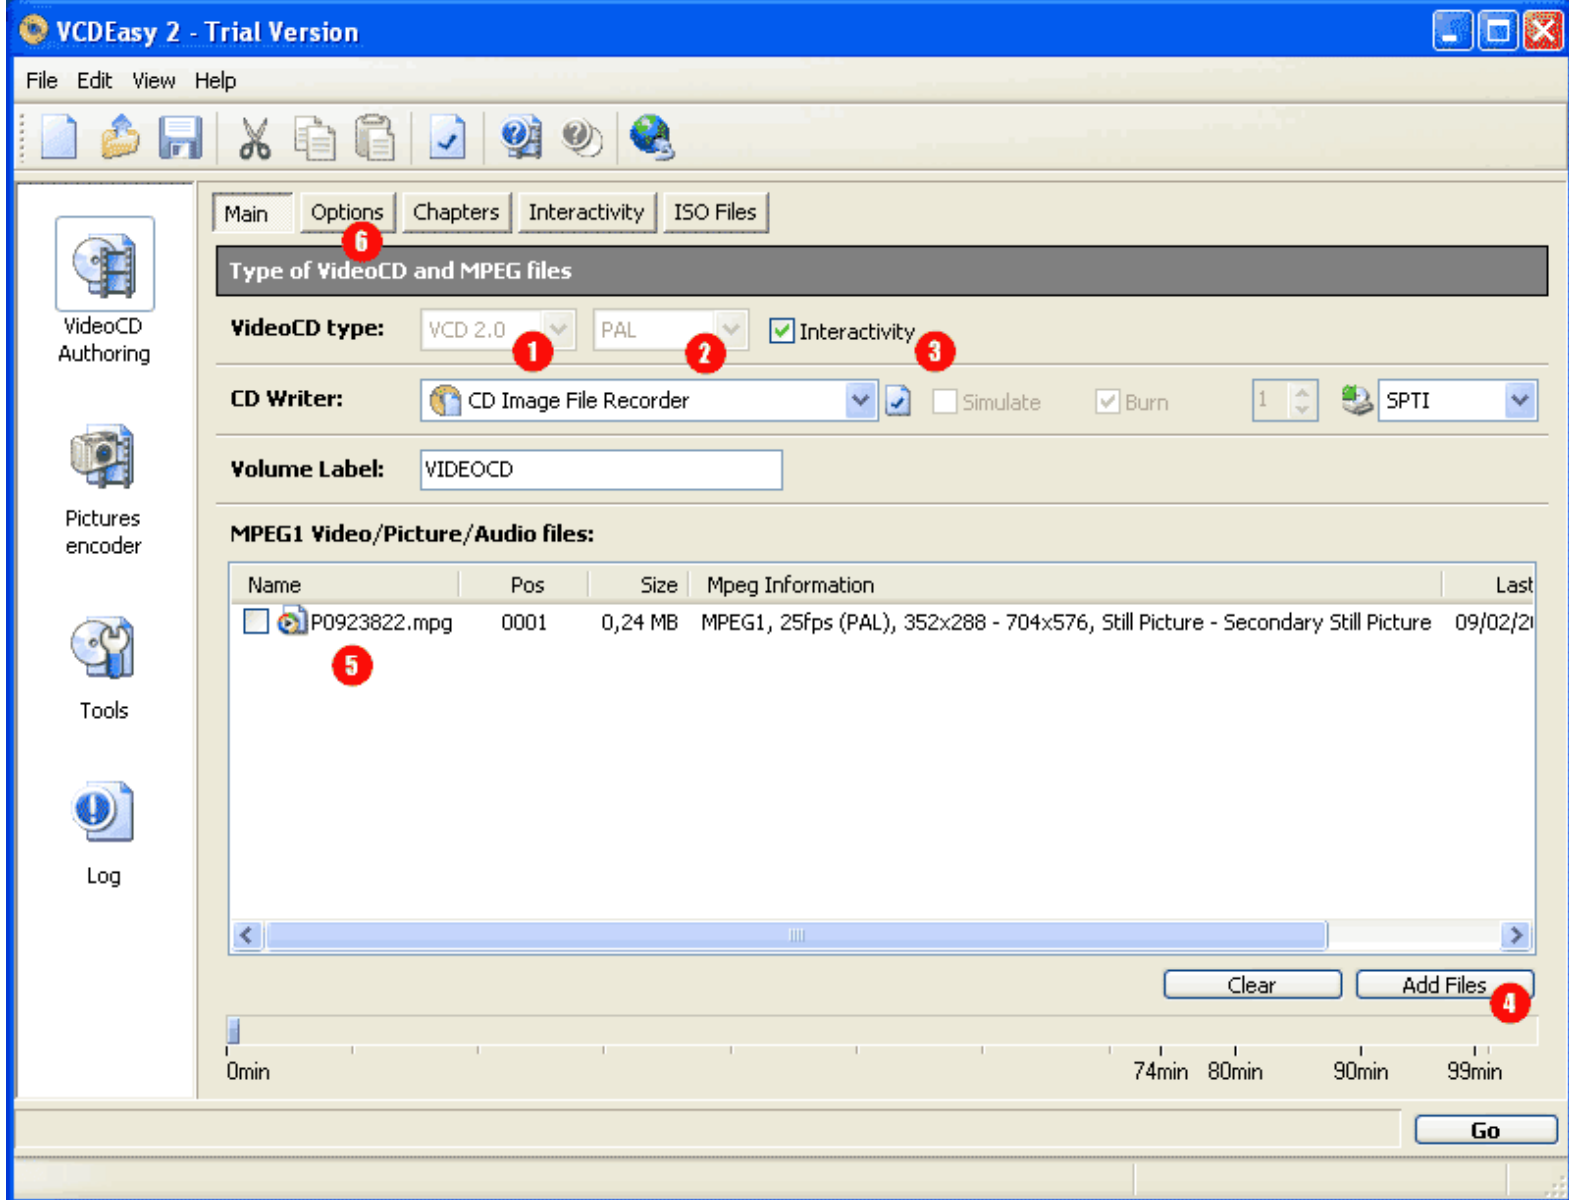 VCDEasy 2 - Trial Version
File Edit View Help
Main Options Chapters Interactivity ISO Files
6
Type of VideoCD and MPEG files
VideoCD type: VCD 2.0 PAL Interactivity
1 2 3
CD Writer: CD Image File Recorder Simulate Burn 1 SPTI
Volume Label: VIDEOCD
MPEG1 Video/Picture/Audio files:
Name Pos Size Mpeg Information Last
P0923822.mpg 0001 0,24 MB MPEG1, 25fps (PAL), 352x288 - 704x576, Still Picture - Secondary Still Picture 09/02/2
5
VideoCD
Authoring
Pictures
encoder
Tools
Log
Clear Add Files
4
0min 74min 80min 90min 99min
Go